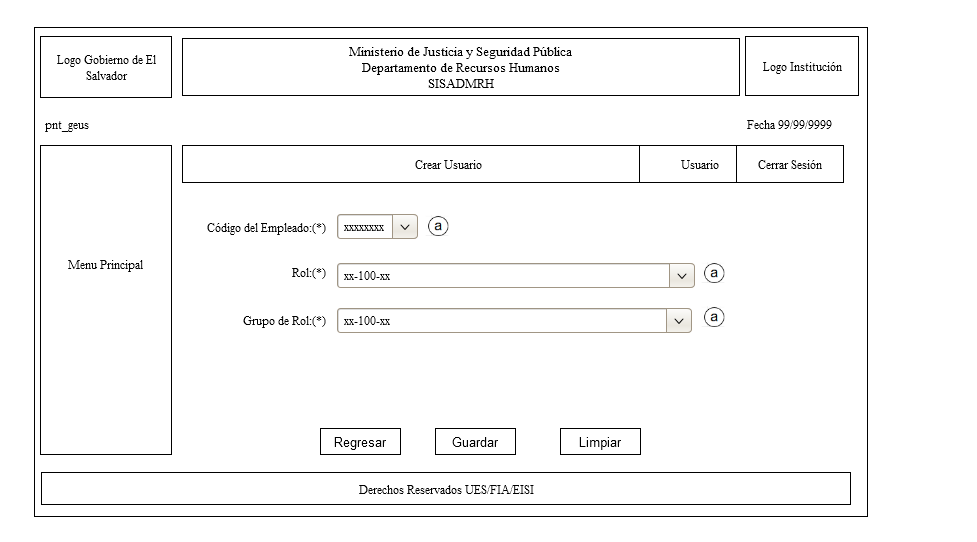 Logo Gobierno de El
Salvador
Ministerio de Justicia y Seguridad Pública
Departamento de Recursos Humanos
SISADMRH
Logo Institución
pnt_geus
Fecha 99/99/9999
Crear Usuario
Usuario
Cerrar Sesión
Menu Principal
Código del Empleado:(*)
xxxxxxxx
a
Rol:(*)
xx-100-xx
a
Grupo de Rol:(*)
xx-100-xx
a
Regresar
Guardar
Limpiar
Derechos Reservados UES/FIA/EISI